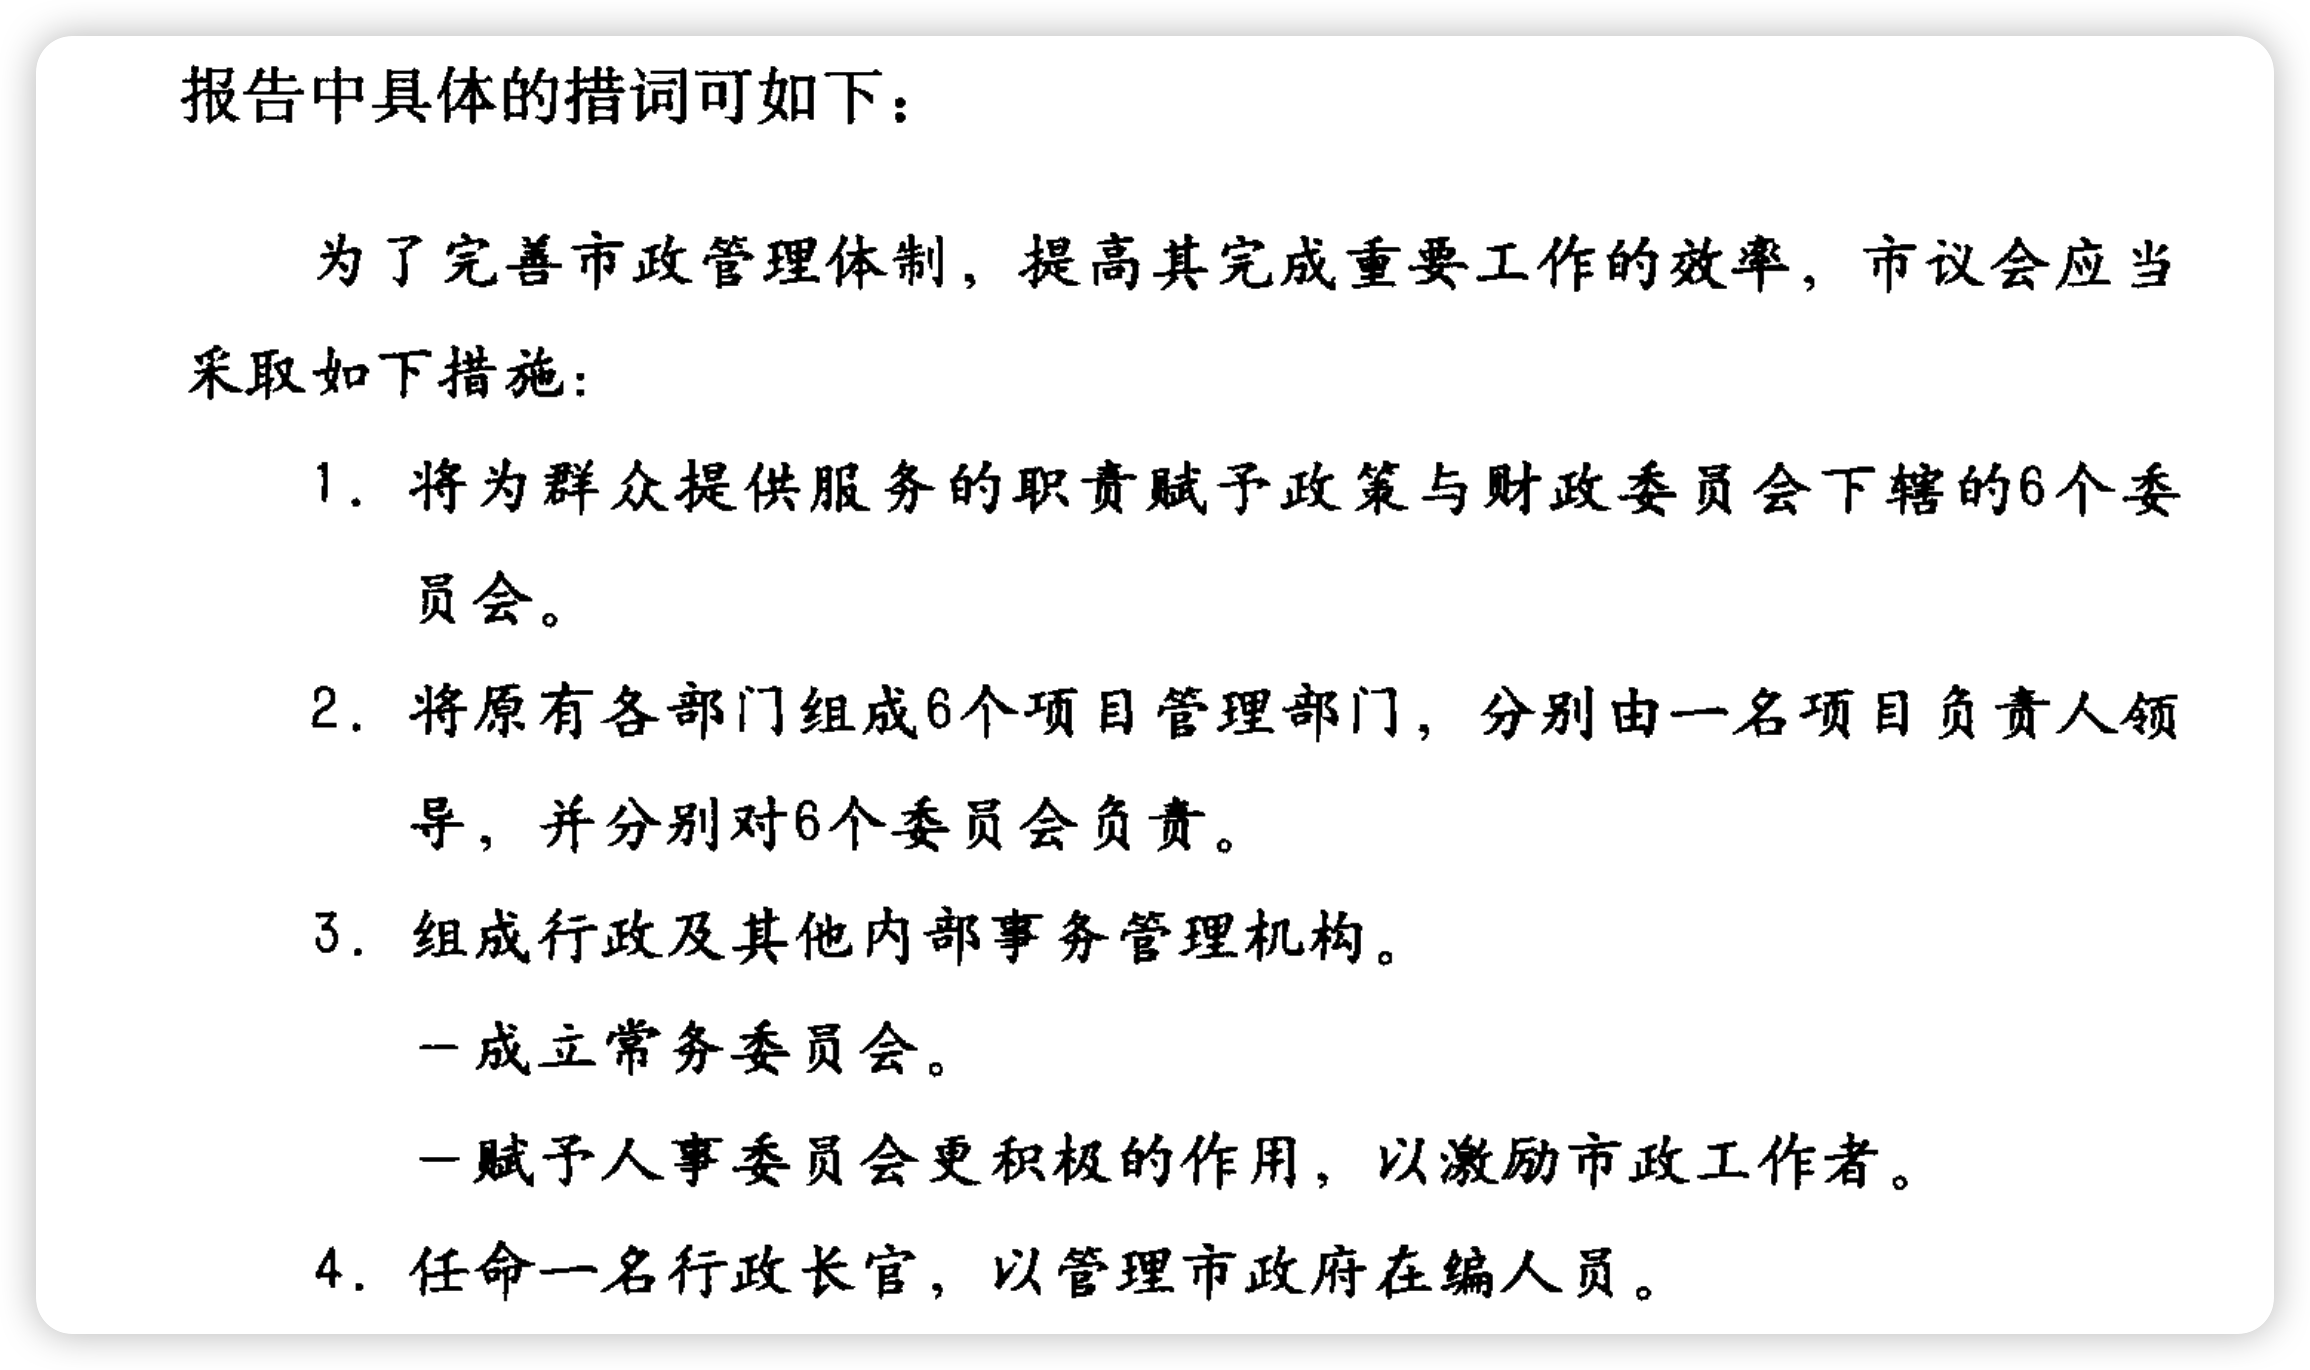 报告中具体的措词可如下：
为了完善市政管理体制，提高其完成重要工作的效率，市议会应当
采取如下措施：
1. 将为群众提供服务的职责赋予政策与财政委员会下辖的6个委
员会。
2. 将原有各部门组成6个项目管理部门，分别由一名项目负责人领
导，并分别对6个委员会负责。
3. 组成行政及其他内部事务管理机构。
－成立常务委员会。
－赋予人事委员会更积极的作用，以激励市政工作者。
4. 任命一名行政长官，以管理市政府在编人员。